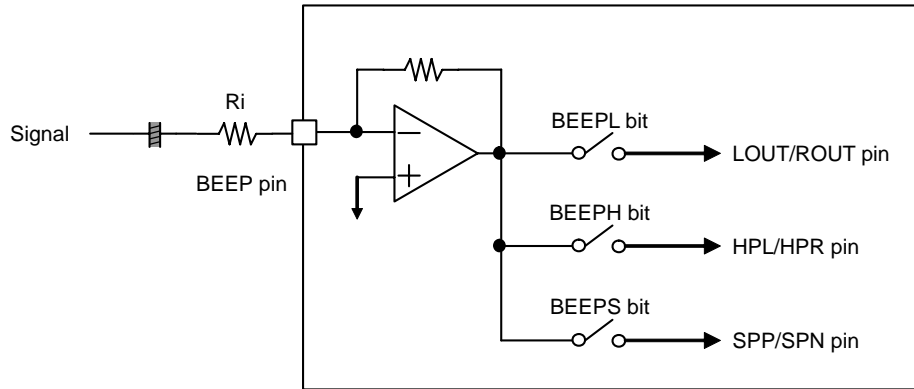 Ri
Signal
BEEP pin
BEEPL bit
LOUT/ROUT pin
BEEPH bit
HPL/HPR pin
BEEPS bit
SPP/SPN pin